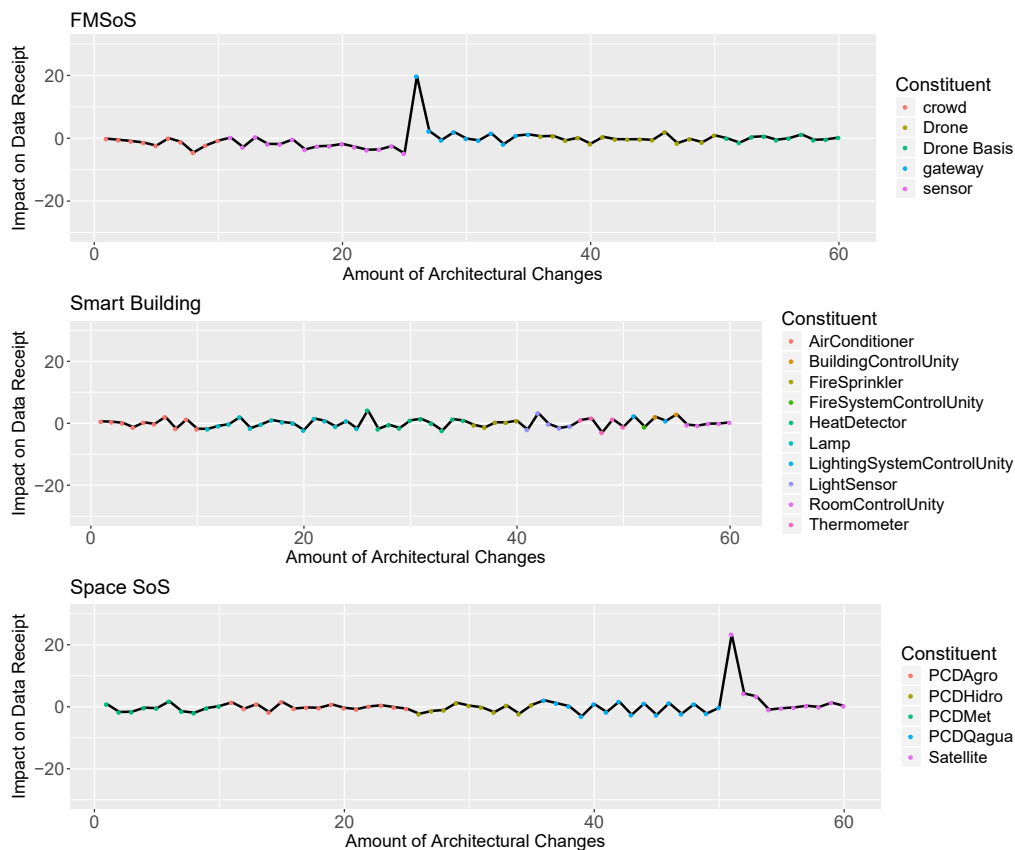 FMSoS
Impact on Data Receipt
20
0
−20
0
20
40
60
Amount of Architectural Changes
Constituent
crowd
Drone
Drone Basis
gateway
sensor
Smart Building
Impact on Data Receipt
20
0
−20
0
20
40
60
Amount of Architectural Changes
Constituent
AirConditioner
BuildingControlUnity
FireSprinkler
FireSystemControlUnity
HeatDetector
Lamp
LightingSystemControlUnity
LightSensor
RoomControlUnity
Thermometer
Space SoS
Impact on Data Receipt
20
0
−20
0
20
40
60
Amount of Architectural Changes
Constituent
PCDAgro
PCDHidro
PCDMet
PCDQagua
Satellite